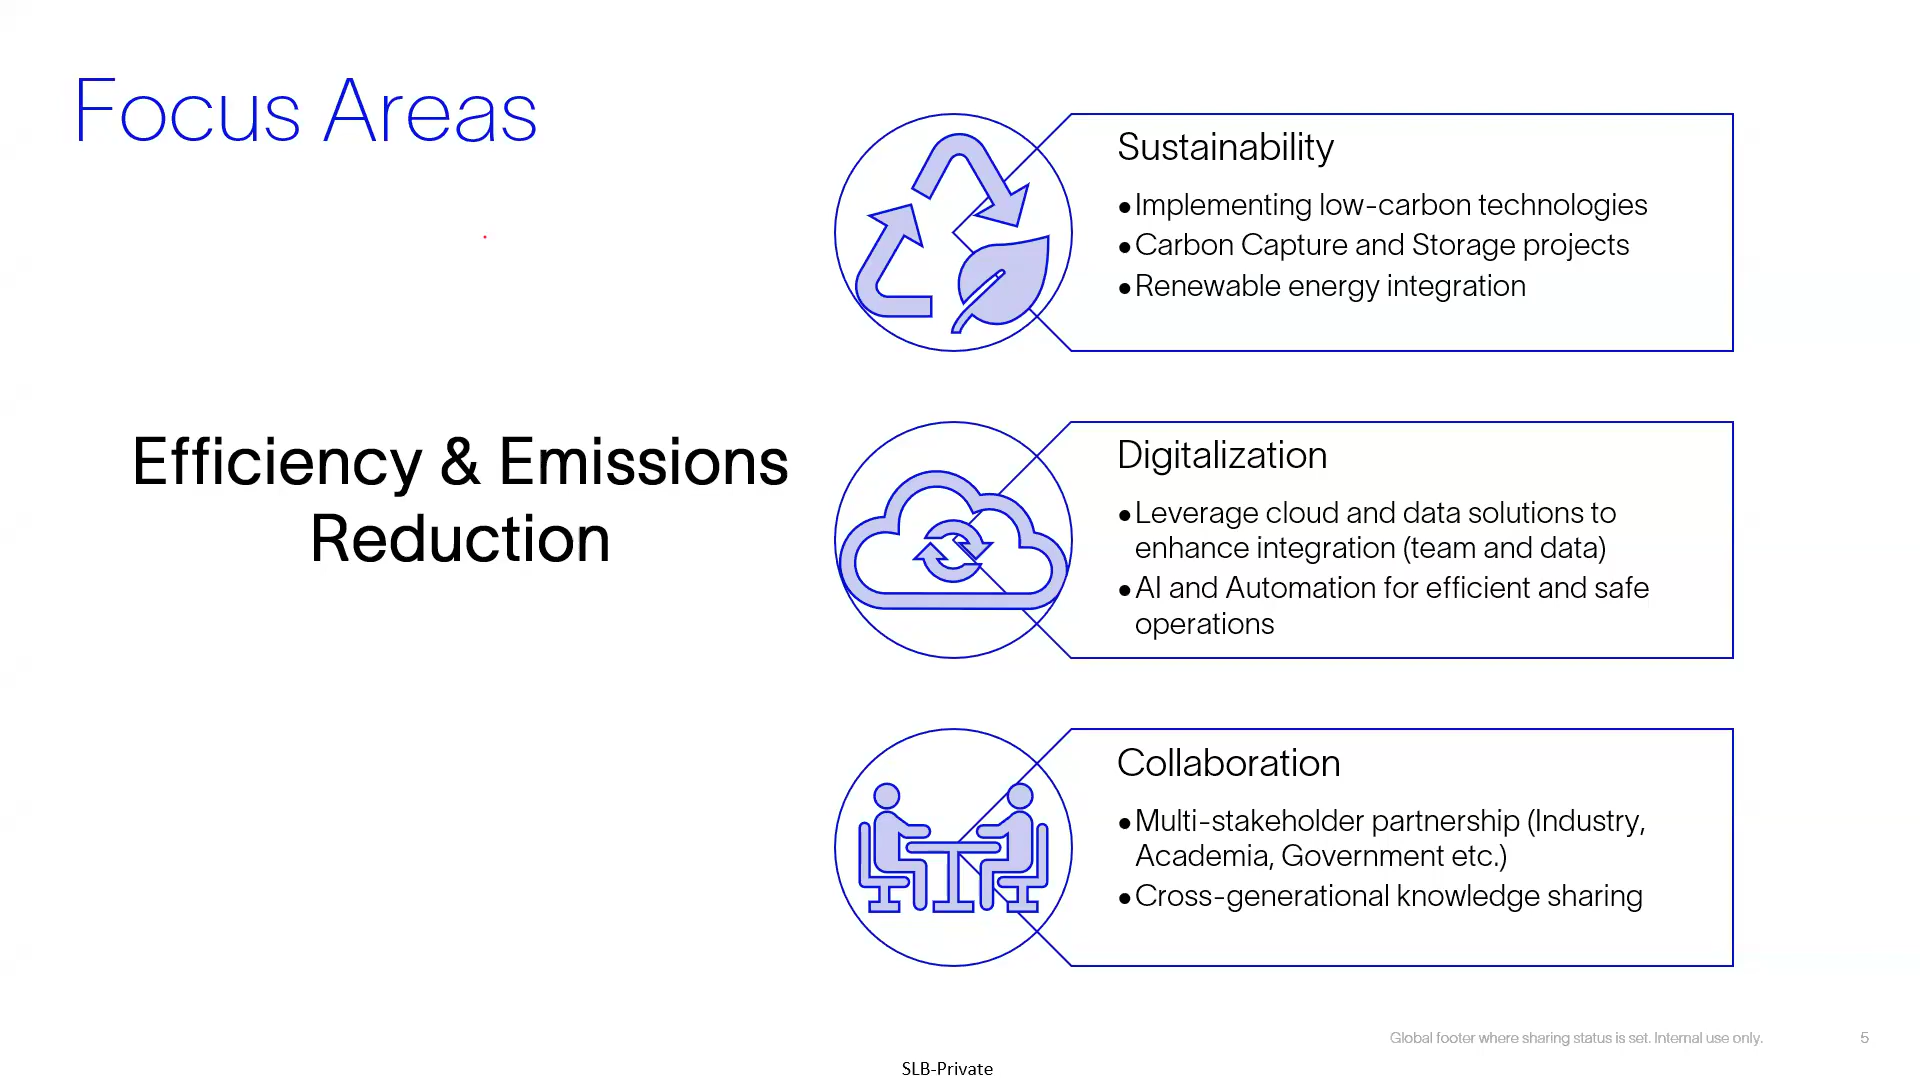 Focus Areas
Efficiency & Emissions
Reduction
Sustainability
•Implementing low-carbon technologies
•Carbon Capture and Storage projects
•Renewable energy integration
Digitalization
•Leverage cloud and data solutions to
enhance integration (team and data)
•AI and Automation for efficient and safe
operations
Collaboration
•Multi-stakeholder partnership (Industry,
Academia, Government etc.)
•Cross-generational knowledge sharing
Global footer where sharing status is set. Internal use only.
5
SLB-Private